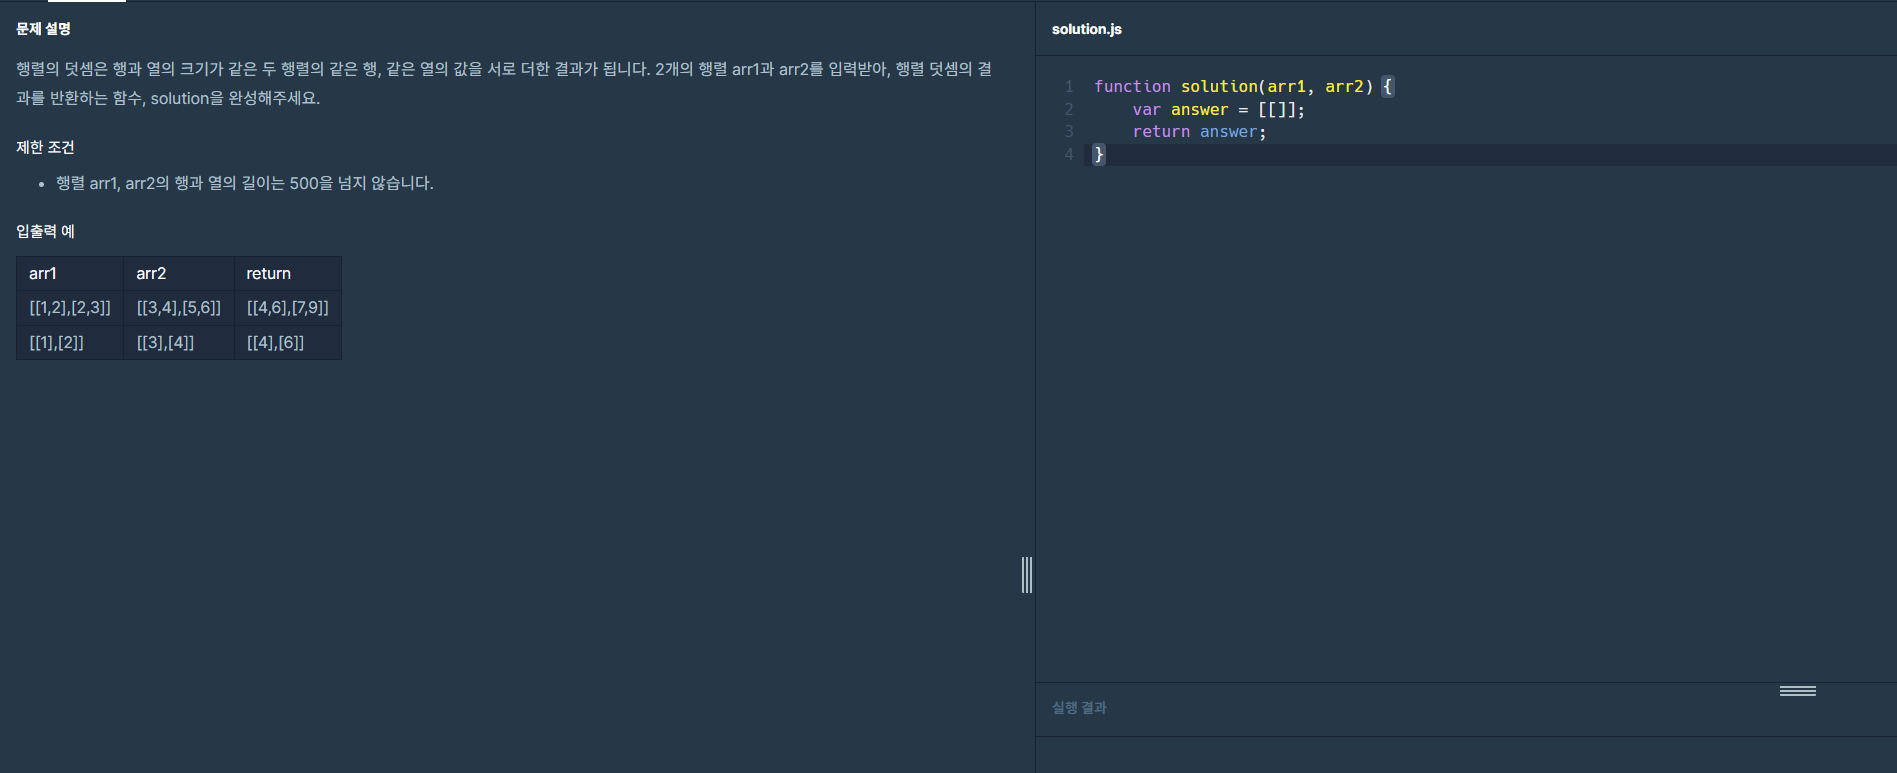 문제 설명
행렬의 덧셈은 행과 열의 크기가 같은 두 행렬의 같은 행, 같은 열의 값을 서로 더한 결과가 됩니다. 2개의 행렬 arr1과 arr2를 입력받아, 행렬 덧셈의 결
과를 반환하는 함수, solution을 완성해주세요.
제한 조건
• 행렬 arr1, arr2의 행과 열의 길이는 500을 넘지 않습니다.
입출력 예
arr1 arr2 return
[[1,2],[2,3]] [[3,4],[5,6]] [[4,6],[7,9]]
[[1],[2]] [[3],[4]] [[4],[6]]
solution.js
1 function solution(arr1, arr2) {
2     var answer = [[]];
3     return answer;
4 }
실행 결과